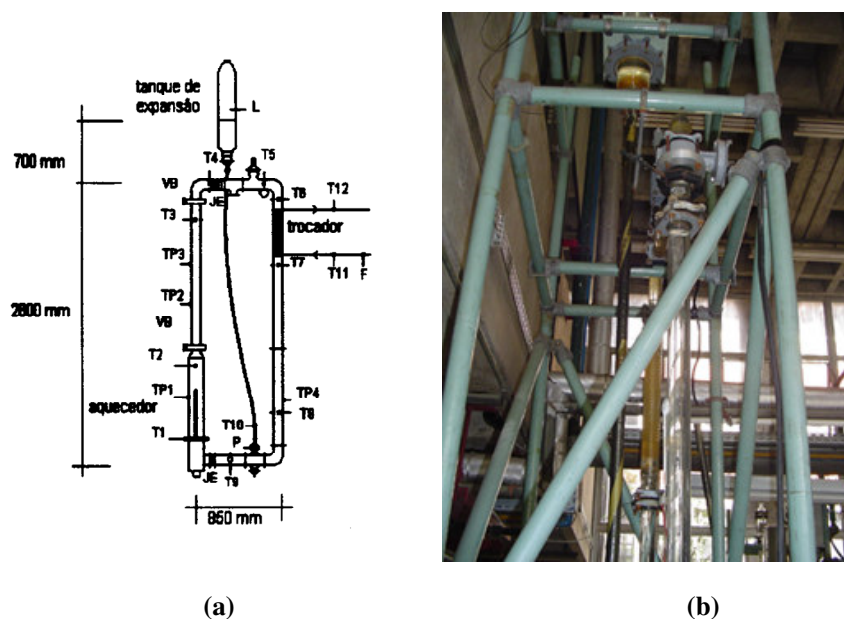 tanque de
expansão
L
700 mm
T4
T5
VB
T6
T12
JE
T3
trocador
TP3
T7
T11
F
TP2
2800 mm
VB
T2
TP1
TP4
aquecedor
T8
T10
T1
P
JE
T9
850 mm
(a)
(b)